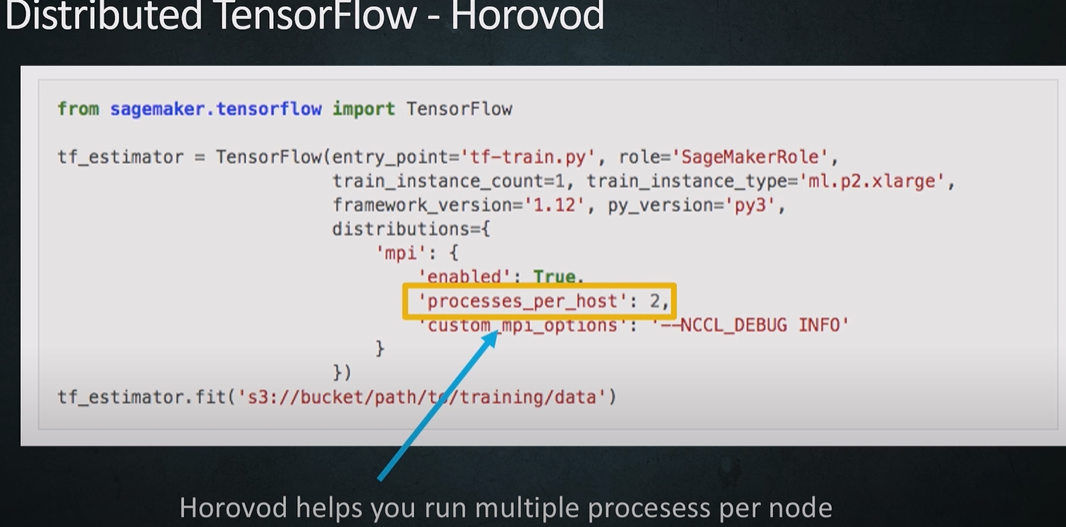 Distributed TensorFlow - Horovod
from sagemaker.tensorflow import TensorFlow
tf_estimator = TensorFlow(entry_point='tf-train.py', role='SageMakerRole',
train_instance_count=1, train_instance_type='ml.p2.xlarge',
framework_version='1.12', py_version='py3',
distributions={
'mpi': {
'enabled': True,
'processes_per_host': 2,
'custom_mpi_options': '--NCCL_DEBUG INFO'
}
})
tf_estimator.fit('s3://bucket/path/to/training/data')
Horovod helps you run multiple procesess per node